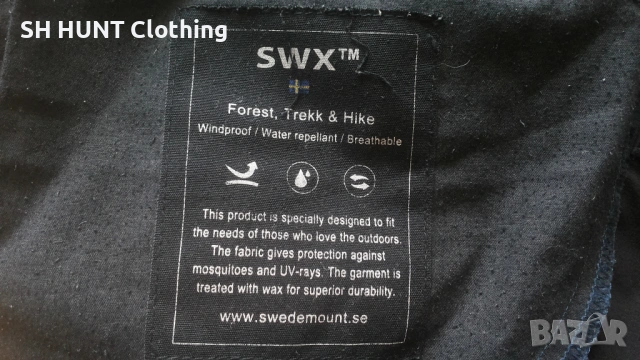 SH HUNT Clothing
SWX™
Forest, Trekk & Hike
Windproof / Water repellant / Breathable
This product is specially designed to fit
the needs of those who love the outdoors.
The fabric gives protection against
mosquitoes and UV-rays. The garment is
treated with wax for superior durability.
www.swedemount.se
BAZAR